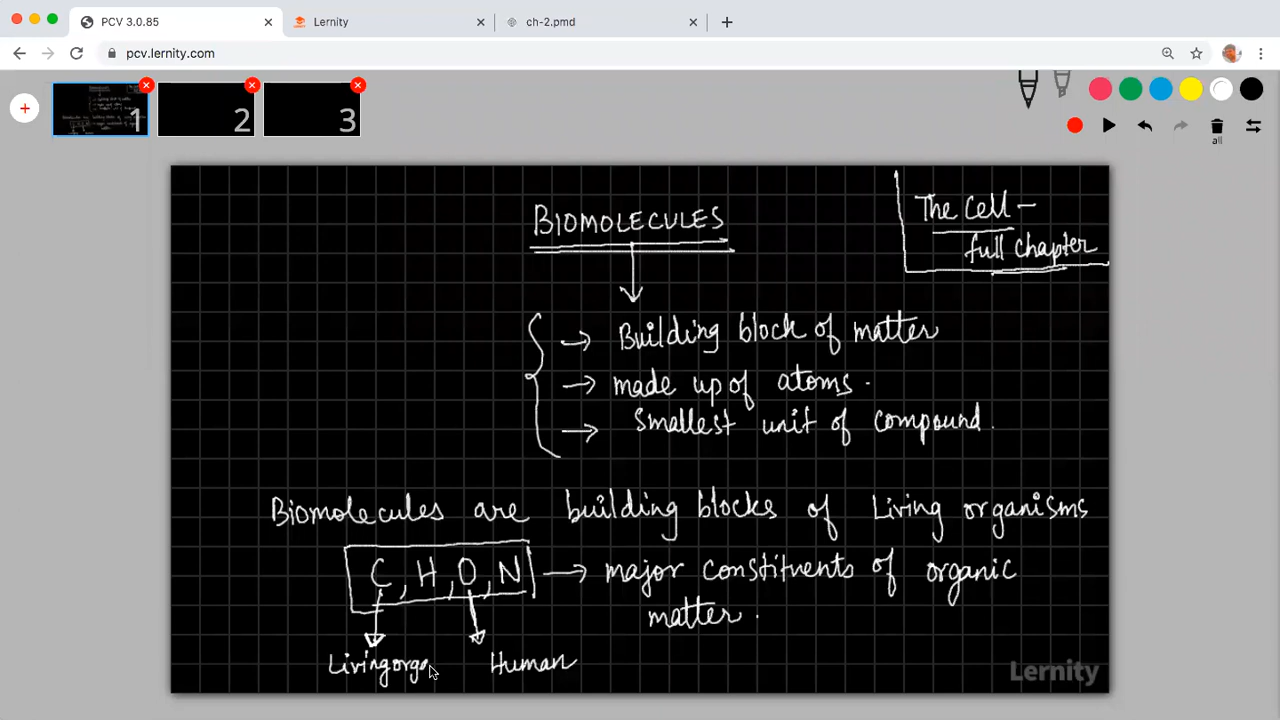 PCV 3.0.85
Lernity
ch-2.pmd
pcv.lernity.com
1
2
3
all
BIOMOLECULES
The Cell -
full chapter
→ Building block of matter
→ made up of atoms.
→ Smallest unit of compound.
Biomolecules are building blocks of Living organisms
C, H, O, N → major constituents of organic
matter.
Living orga
Human
Lernity